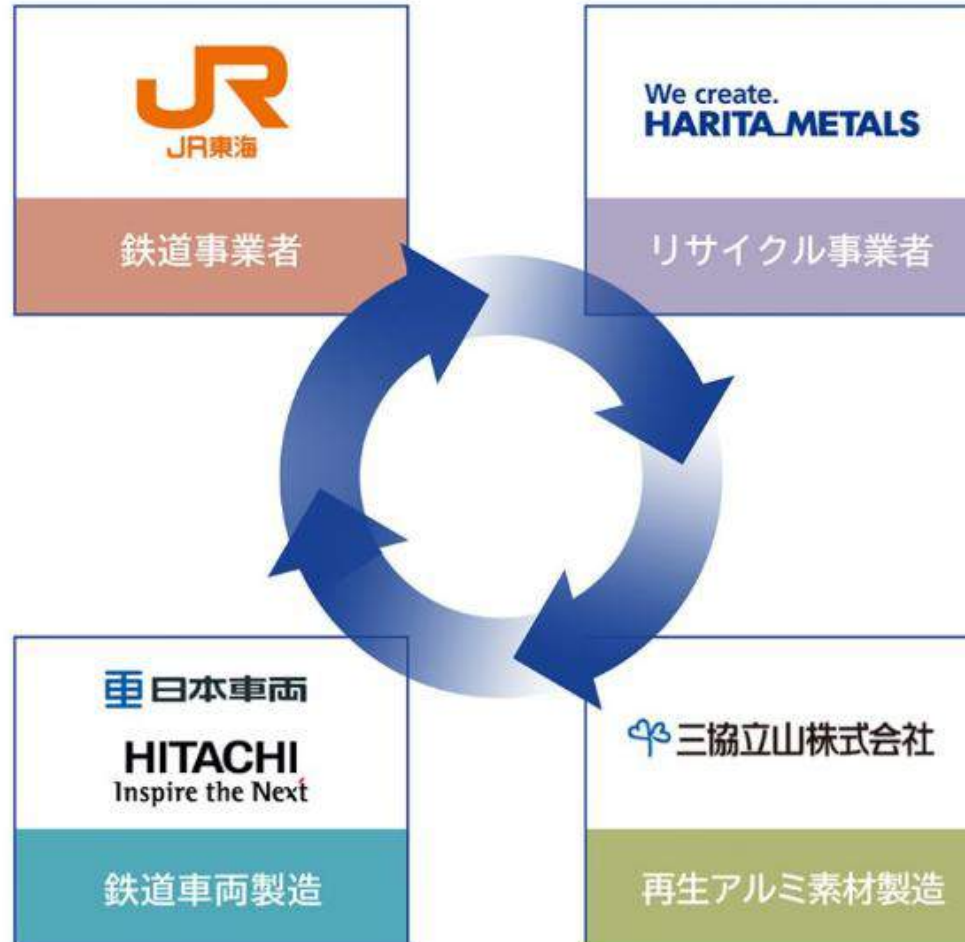 JR
JR東海
鉄道事業者
We create.
HARITA METALS
リサイクル事業者
日本車両
HITACHI
Inspire the Next
鉄道車両製造
三協立山株式会社
再生アルミ素材製造